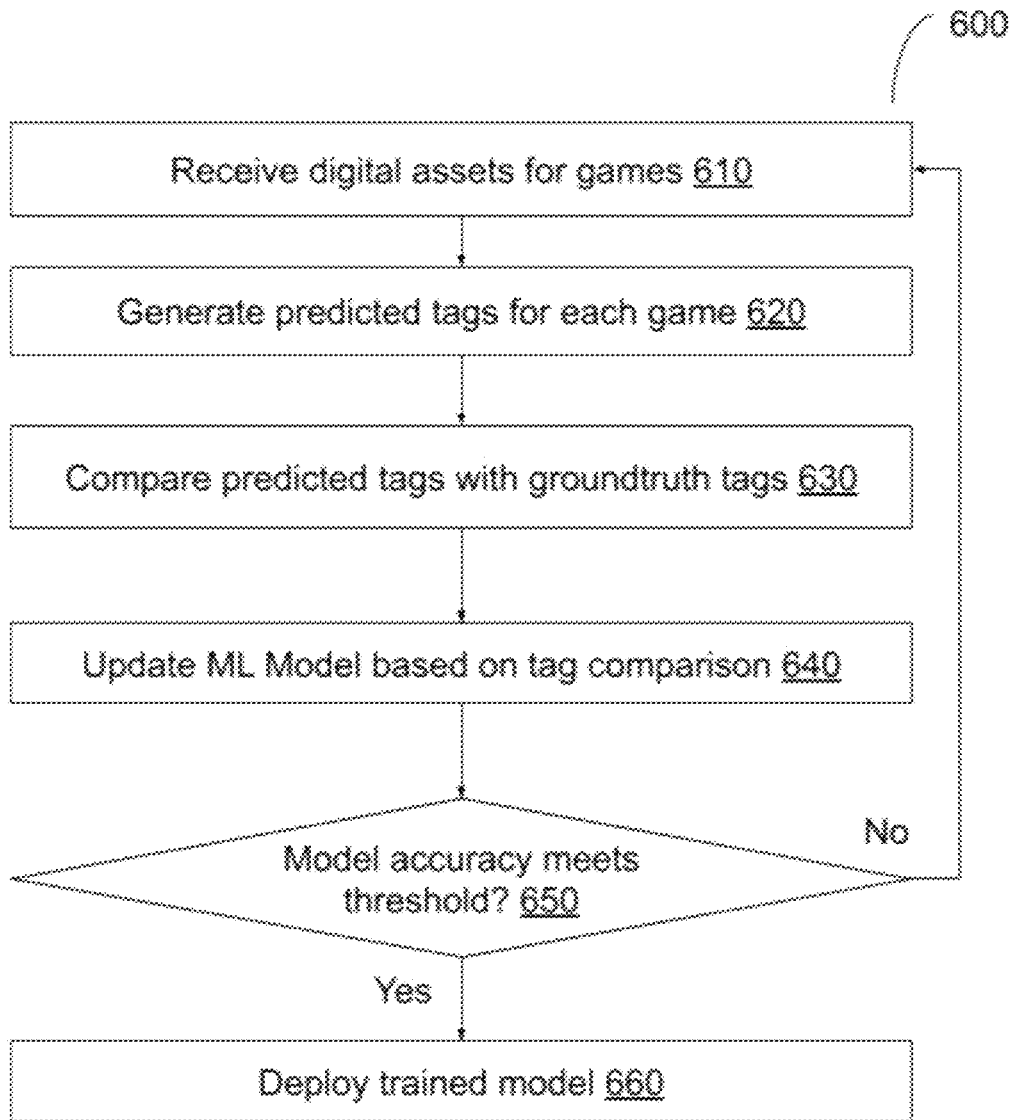 600
Receive digital assets for games 610
Generate predicted tags for each game 620
Compare predicted tags with groundtruth tags 630
Update ML Model based on tag comparison 640
Model accuracy meets
threshold? 650
No
Yes
Deploy trained model 660